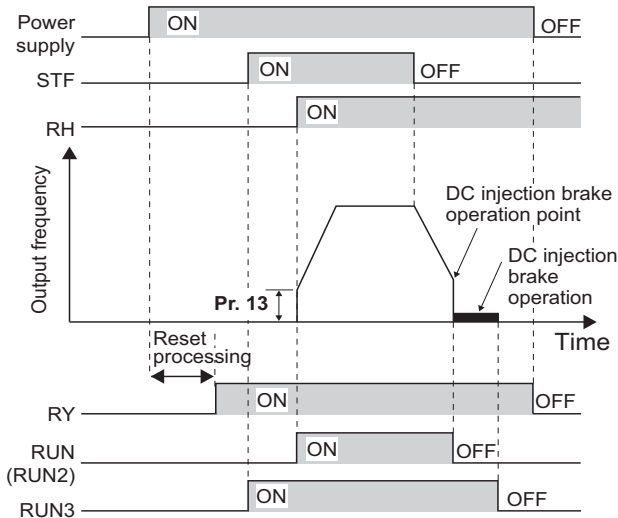 Power
supply
ON
OFF
STF
ON
OFF
RH
ON
Output frequency
DC injection brake
operation point
DC injection
brake
operation
Pr. 13
Time
Reset
processing
RY
ON
OFF
RUN
(RUN2)
ON
OFF
RUN3
ON
OFF